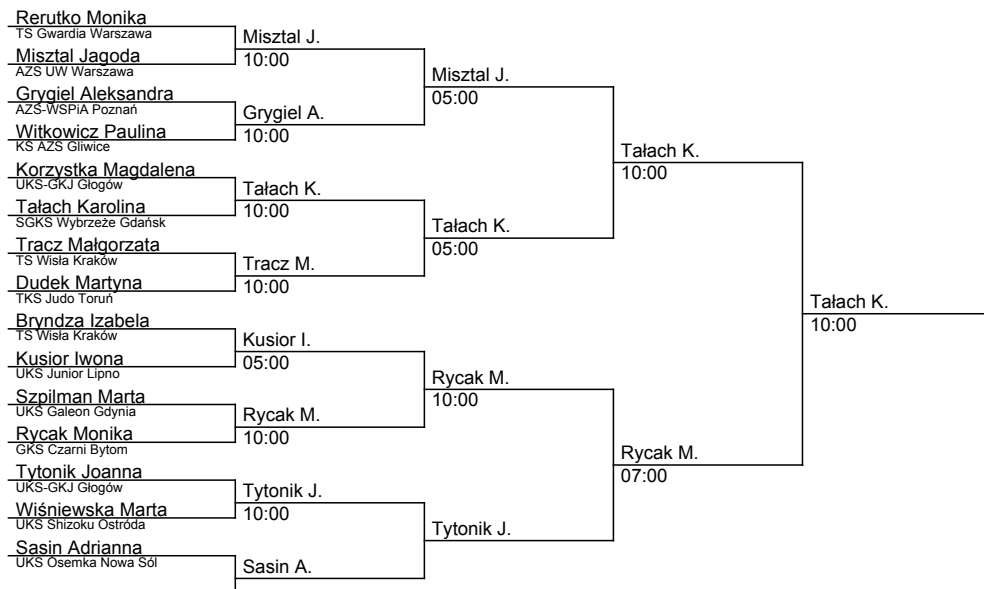 Rerutko Monika
TS Gwardia Warszawa
Misztal Jagoda
AZS UW Warszawa
Grygiel Aleksandra
AZS-WSPiA Poznań
Witkowicz Paulina
KS AZS Gliwice
Korzystka Magdalena
UKS-GKJ Głogów
Tałach Karolina
SGKS Wybrzeże Gdańsk
Tracz Małgorzata
TS Wisła Kraków
Dudek Martyna
TKS Judo Toruń
Bryndza Izabela
TS Wisła Kraków
Kusior Iwona
UKS Junior Lipno
Szpilman Marta
UKS Galeon Gdynia
Rycak Monika
GKS Czarni Bytom
Tytonik Joanna
UKS-GKJ Głogów
Wiśniewska Marta
UKS Shizoku Ostróda
Sasin Adrianna
UKS Osemka Nowa Sól
Misztal J.
10:00
Grygiel A.
10:00
Tałach K.
10:00
Tracz M.
10:00
Kusior I.
05:00
Rycak M.
10:00
Tytonik J.
10:00
Sasin A.
Misztal J.
05:00
Tałach K.
05:00
Rycak M.
10:00
Tytonik J.
Tałach K.
10:00
Rycak M.
07:00
Tałach K.
10:00